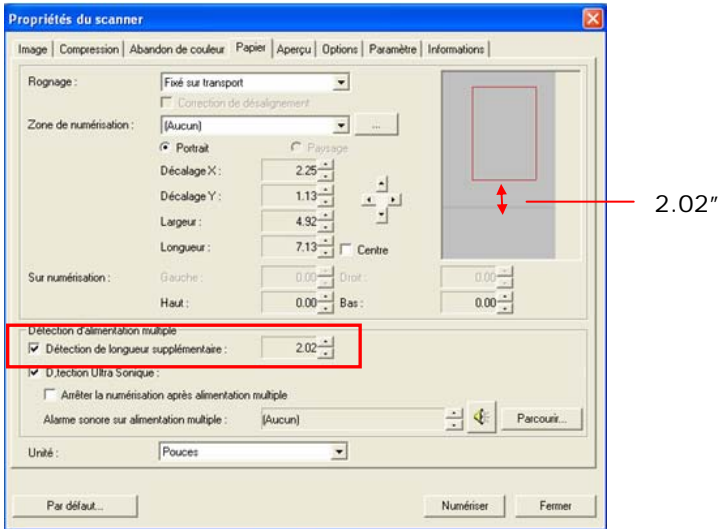 Propriétés du scanner
Image Compression Abandon de couleur Papier Aperçu Options Paramètre Informations
Rognage : Fixé sur transport
Correction de désalignement
Zone de numérisation : (Aucun) ...
Portrait Paysage
Décalage X : 2.25
Décalage Y : 1.13
Largeur : 4.92
Longueur : 7.13 Centre
2.02"
Sur numérisation : Gauche : 0.00 Droit : 0.00
Haut : 0.00 Bas : 0.00
Détection d'alimentation multiple
Détection de longueur supplémentaire : 2.02
D,tection Ultra Sonique :
Arrêter la numérisation après alimentation multiple
Alarme sonore sur alimentation multiple : (Aucun) Parcourir...
Unité : Pouces
Par défaut... Numériser Fermer